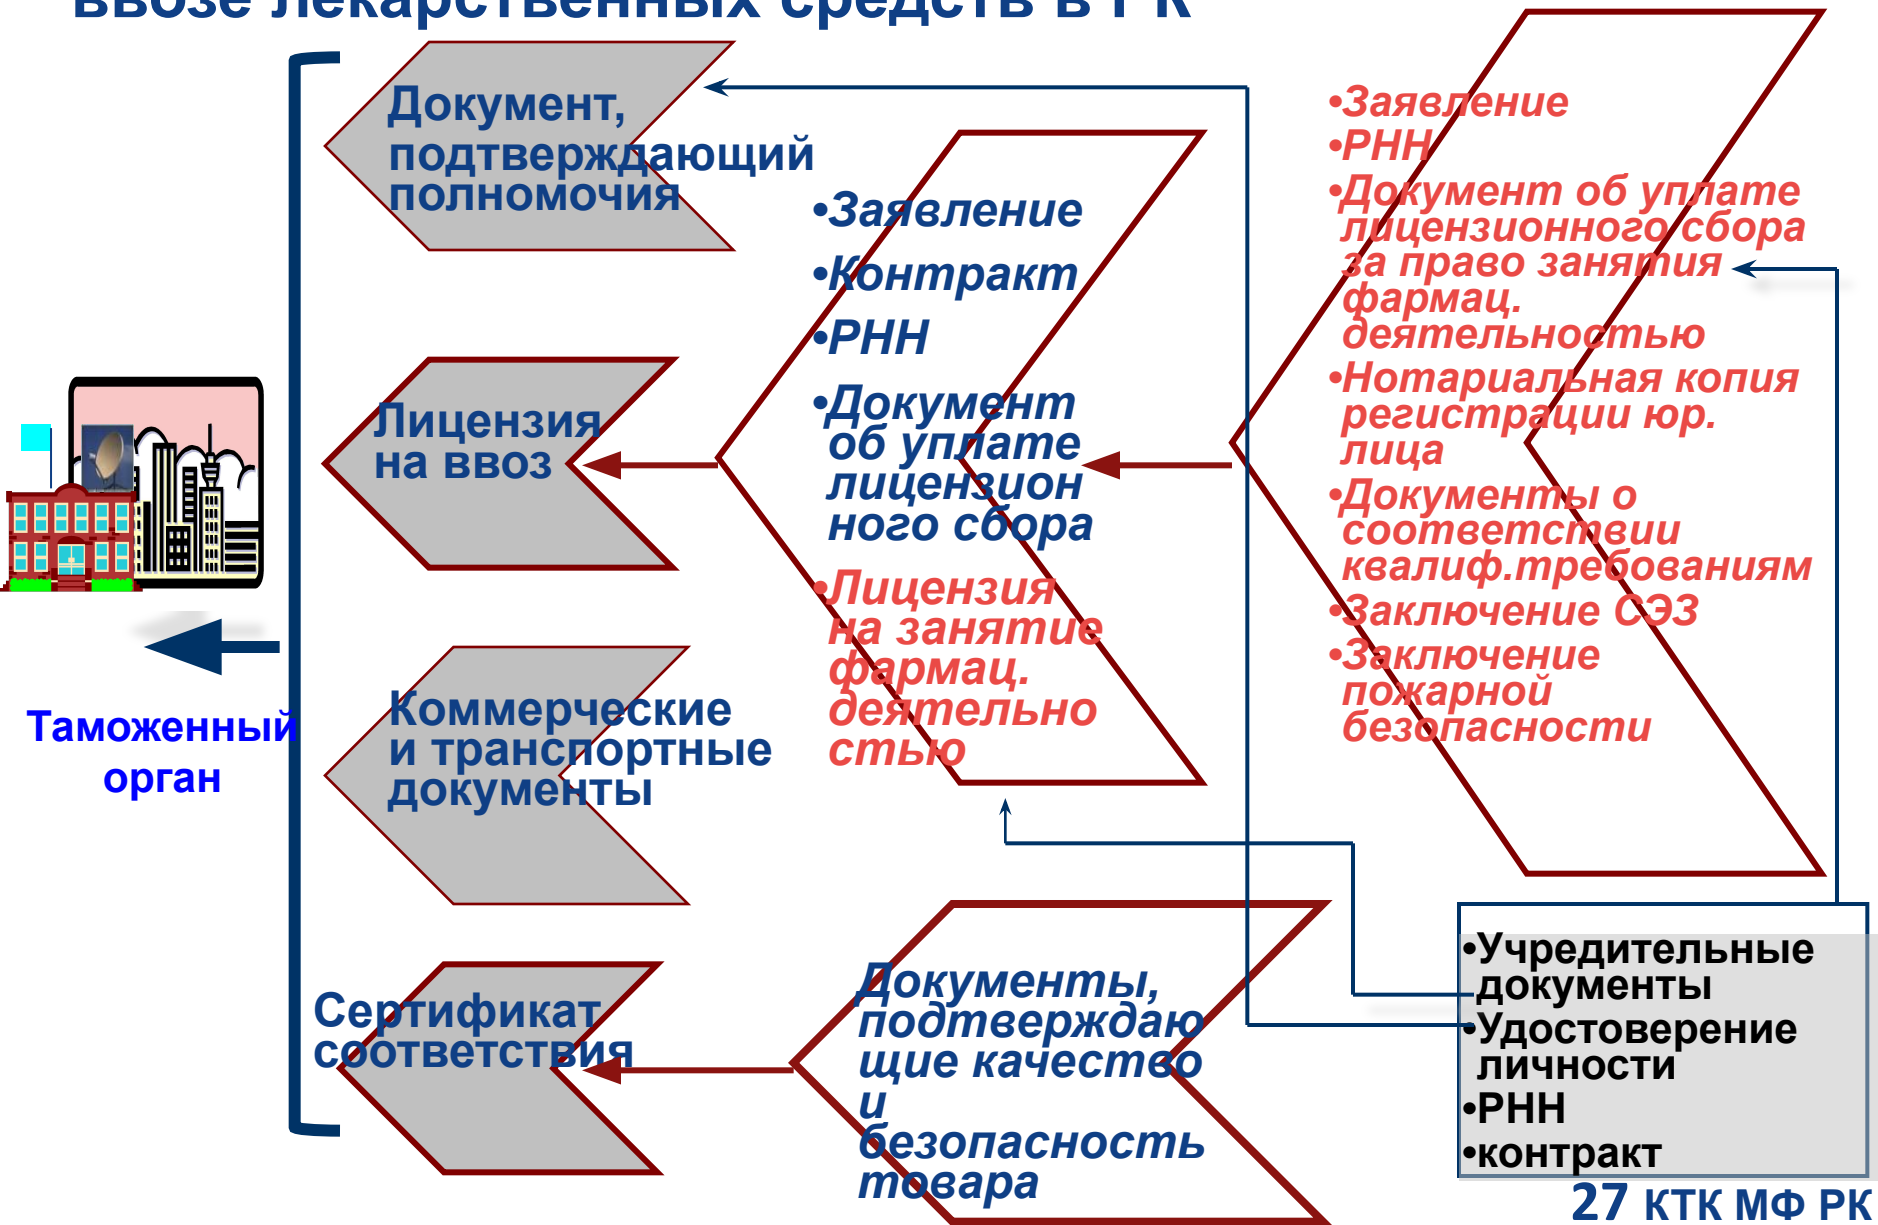 ввозе лекарственных средств в РК
Документ,
подтверждающий
полномочия
Лицензия
на ввоз
Коммерческие
и транспортные
документы
Сертификат
соответствия
Таможенный
орган
•Заявление
•Контракт
•РНН
•Документ
об уплате
лицензион
ного сбора
•Лицензия
на занятие
фармац.
деятельно
стью
Документы,
подтверждаю
щие качество
и
безопасность
товара
•Заявление
•РНН
•Документ об уплате
лицензионного сбора
за право занятия
фармац.
деятельностью
•Нотариальная копия
регистрации юр.
лица
•Документы о
соответствии
квалиф.требованиям
•Заключение СЭЗ
•Заключение
пожарной
безопасности
•Учредительные
документы
•Удостоверение
личности
•РНН
•контракт
27 КТК МФ РК